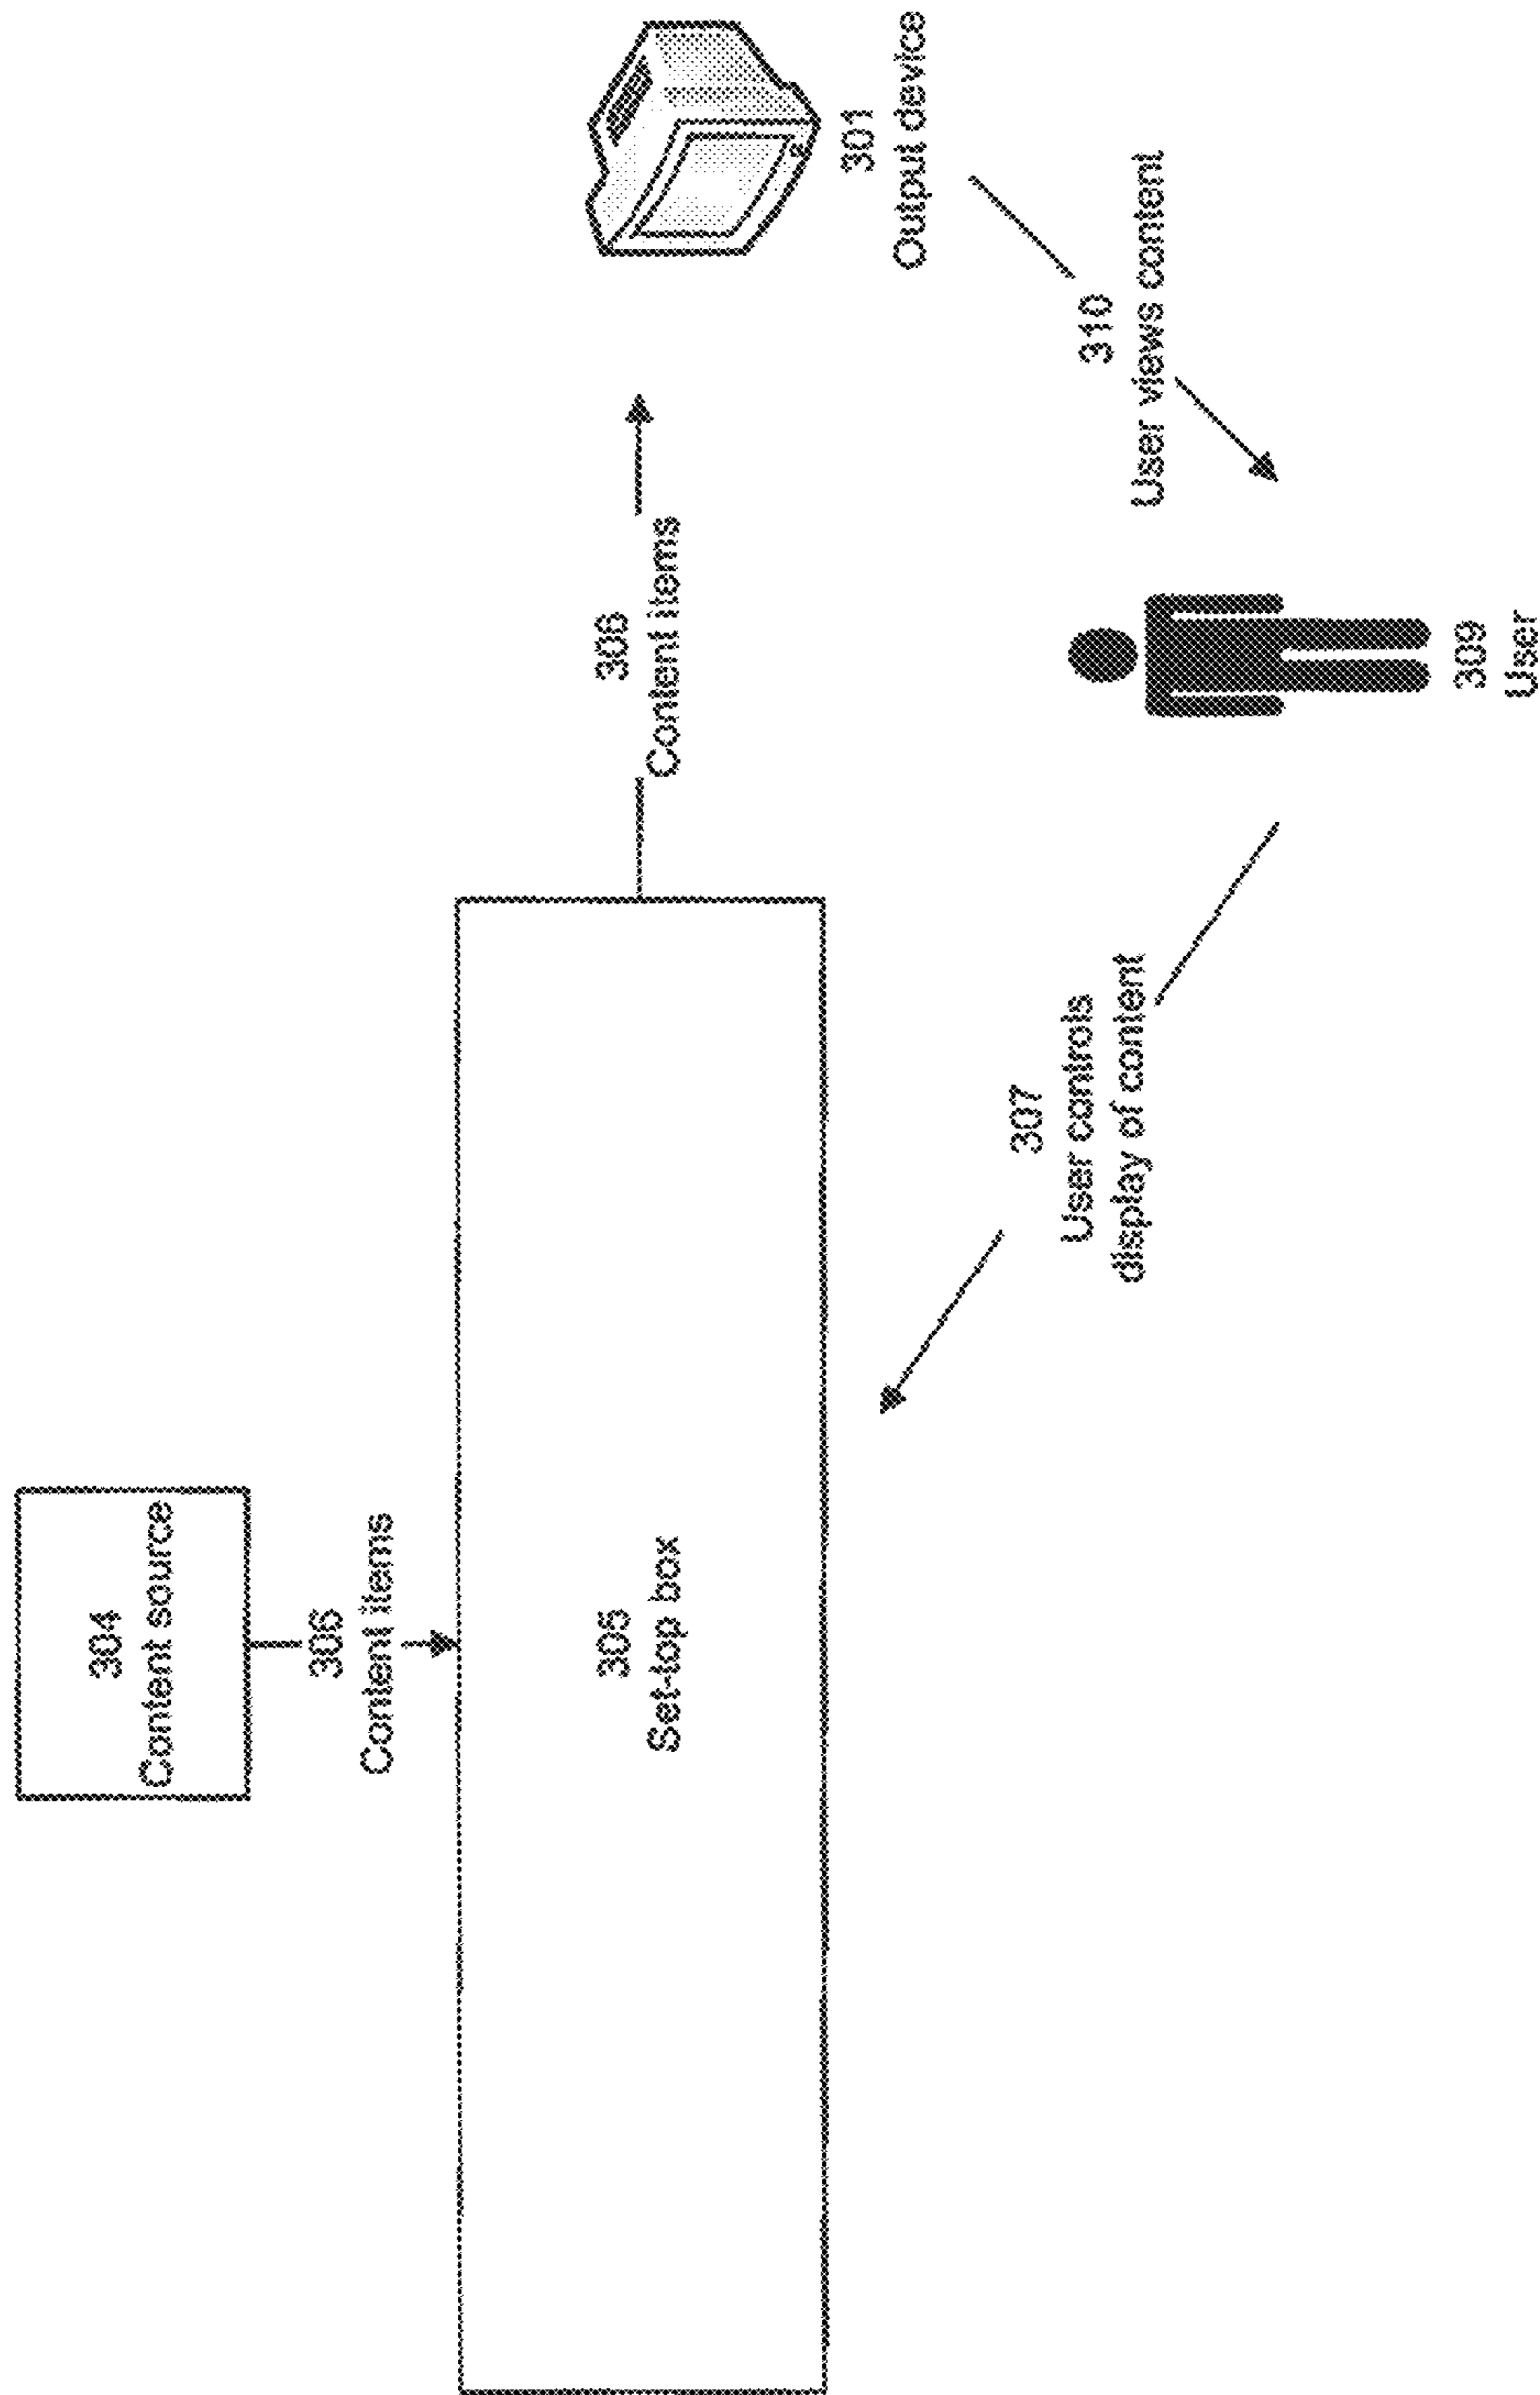 304
Content source
306
Content items
305
Set-top box
306
Content items
301
Output device
307
User controls
display of content
310
User views content
309
User